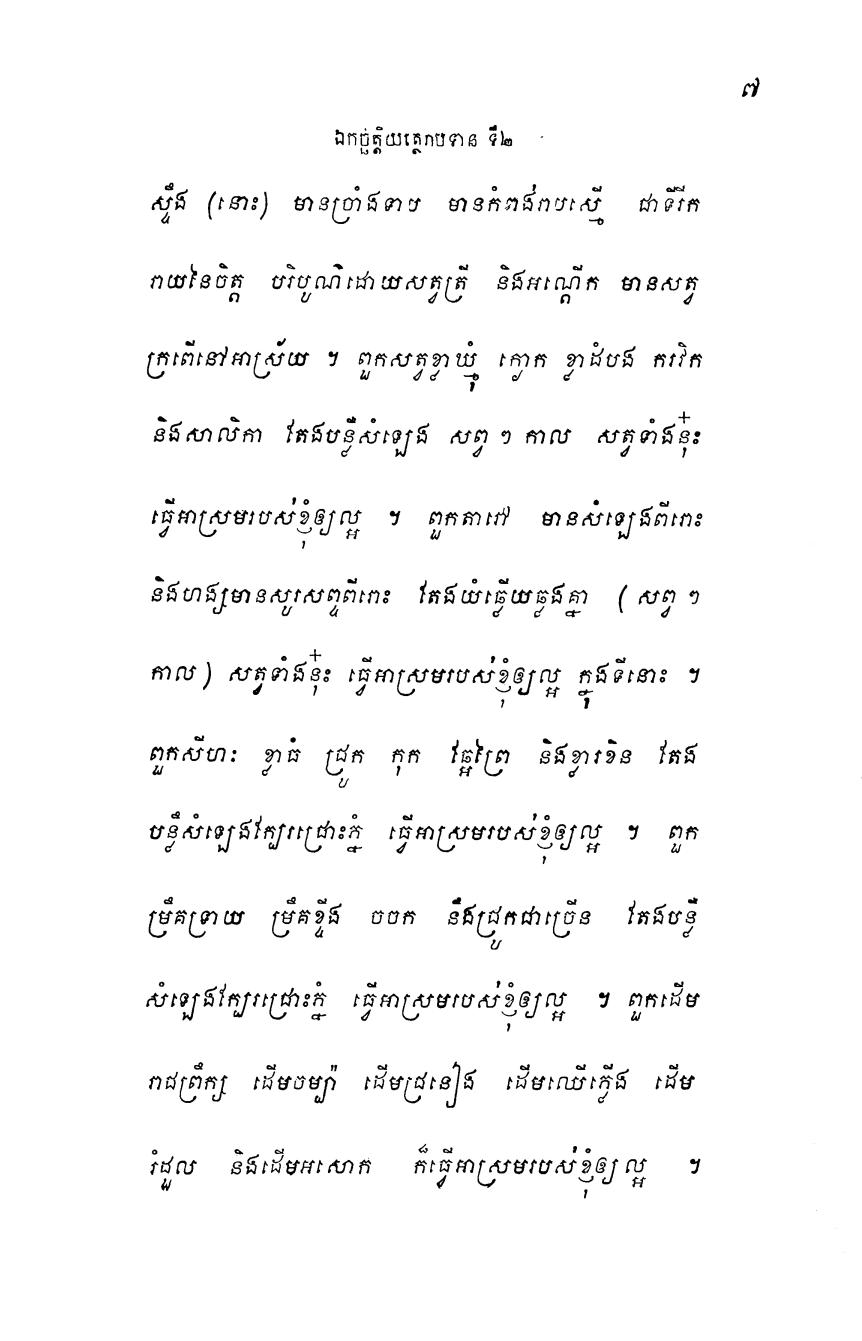 ៧
ឯកច្ឆត្តិយត្ថេរាបទាន ទី២
ស្ទឹង (នោះ) មានច្រាំងទាប មានកំពង់រាបស្មើ ជាទីរីក
រាយនៃចិត្ត បរិបូណ៌ដោយសត្វត្រី និងអណ្តើក មានសត្វ
ក្រពើនៅអាស្រ័យ ។ ពួកសត្វខ្លាឃ្មុំ ក្ងោក ខ្លាដំបង ករវិក
និងសាលិកា តែងបន្លឺសំឡេង សព្វ ៗ កាល សត្វទាំងនុ៎ះ
ធ្វើអាស្រមរបស់ខ្ញុំឲ្យល្អ ។ ពួកតាវៅ មានសំឡេងពីរោះ
និងហង្សមានសូរសព្ទពីរោះ តែងយំឆ្លើយឆ្លងគ្នា ( សព្វ ៗ
កាល ) សត្វទាំងនុ៎ះ ធ្វើអាស្រមរបស់ខ្ញុំឲ្យល្អ ក្នុងទីនោះ ។
ពួកសីហៈ ខ្លាធំ ជ្រូក កុក ឆ្កែព្រៃ និងខ្លារខិន តែង
បន្លឺសំឡេងក្បែរជ្រោះភ្នំ ធ្វើអាស្រមរបស់ខ្ញុំឲ្យល្អ ។ ពួក
ម្រឹគទ្រាយ ម្រឹគខ្ទីង ចចក នឹងជ្រូកជាច្រើន តែងបន្លឺ
សំឡេងក្បែរជ្រោះភ្នំ ធ្វើអាស្រមរបស់ខ្ញុំឲ្យល្អ ។ ពួកដើម
រាជព្រឹក្ស ដើមចម្ប៉ា ដើមជ្រនៀង ដើមឈើភ្លើង ដើម
រំដួល និងដើមអសោក ក៏ធ្វើអាស្រមរបស់ខ្ញុំឲ្យល្អ ។